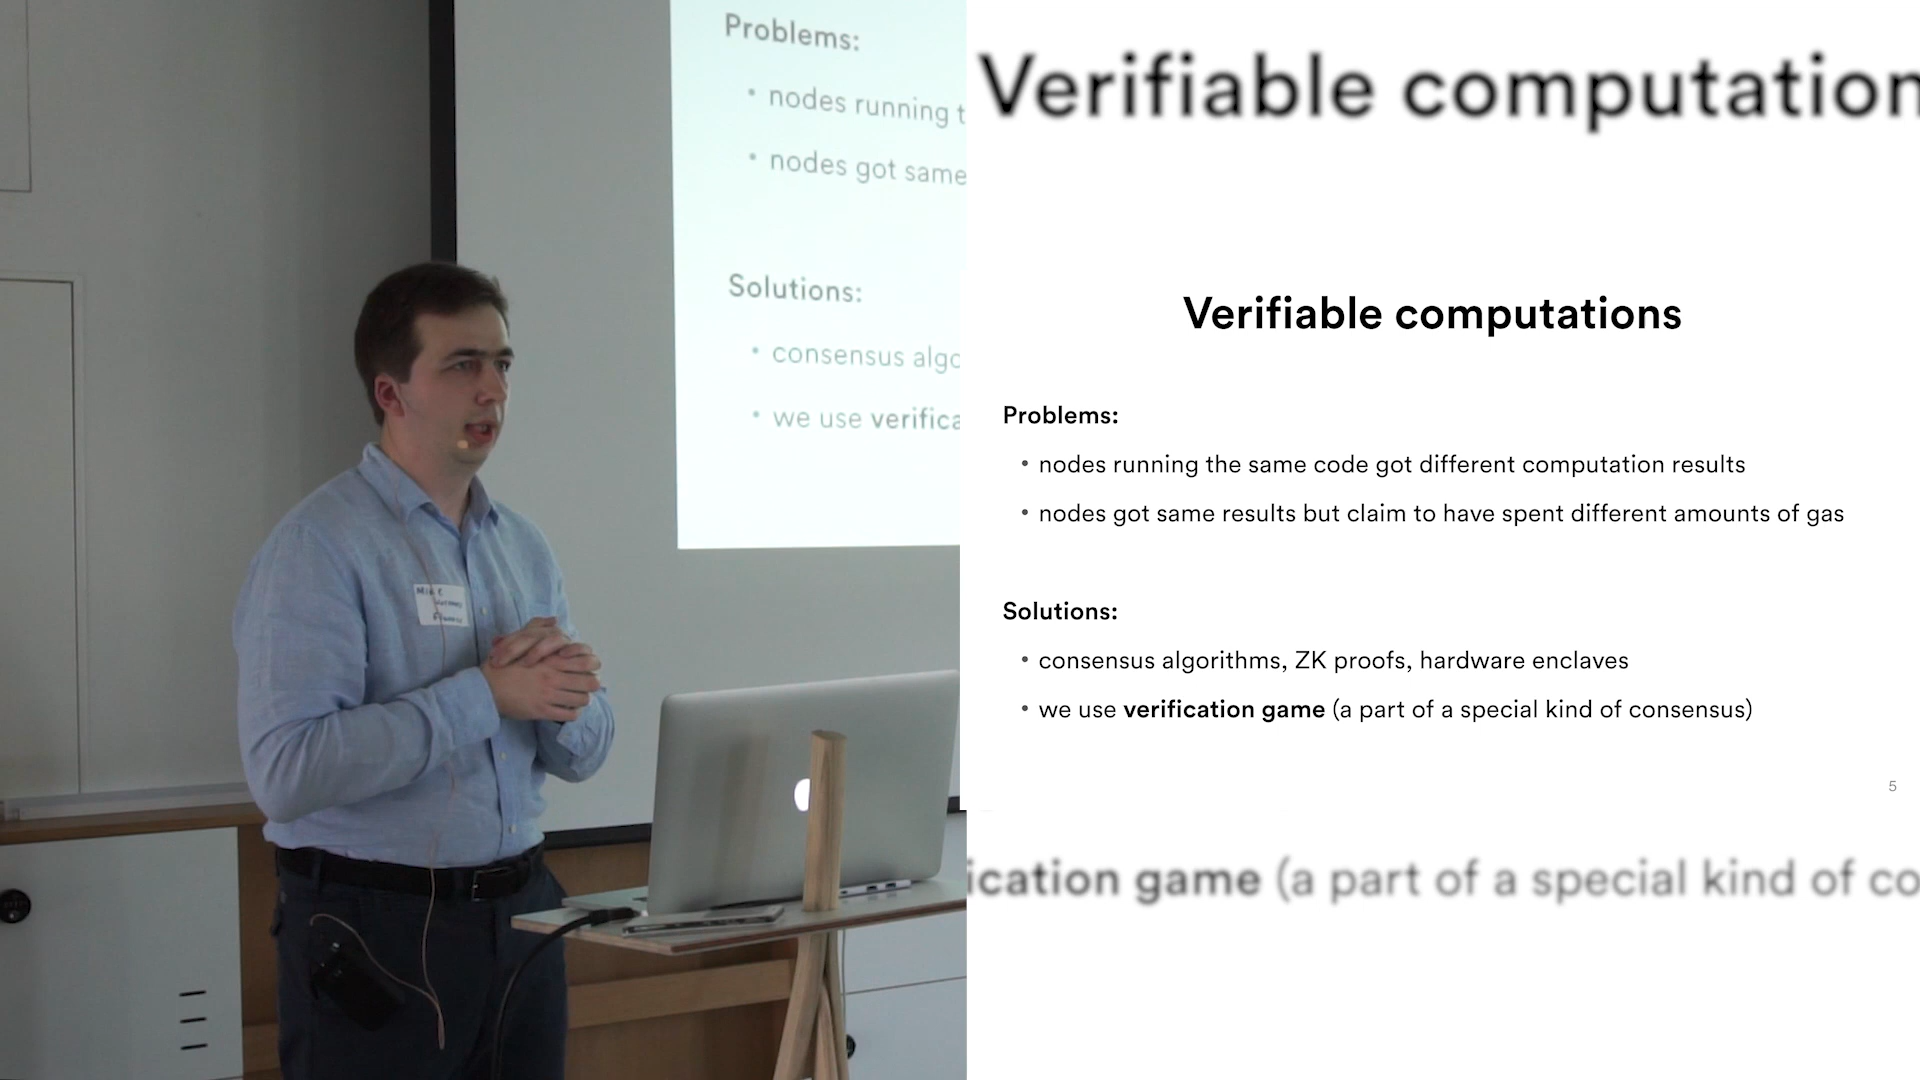 Problems:
nodes running t
nodes got same
Solutions:
consensus algo
we use verifica
Verifiable computation
Verifiable computations
Problems:
• nodes running the same code got different computation results
• nodes got same results but claim to have spent different amounts of gas
Solutions:
• consensus algorithms, ZK proofs, hardware enclaves
• we use verification game (a part of a special kind of consensus)
5
ication game (a part of a special kind of co